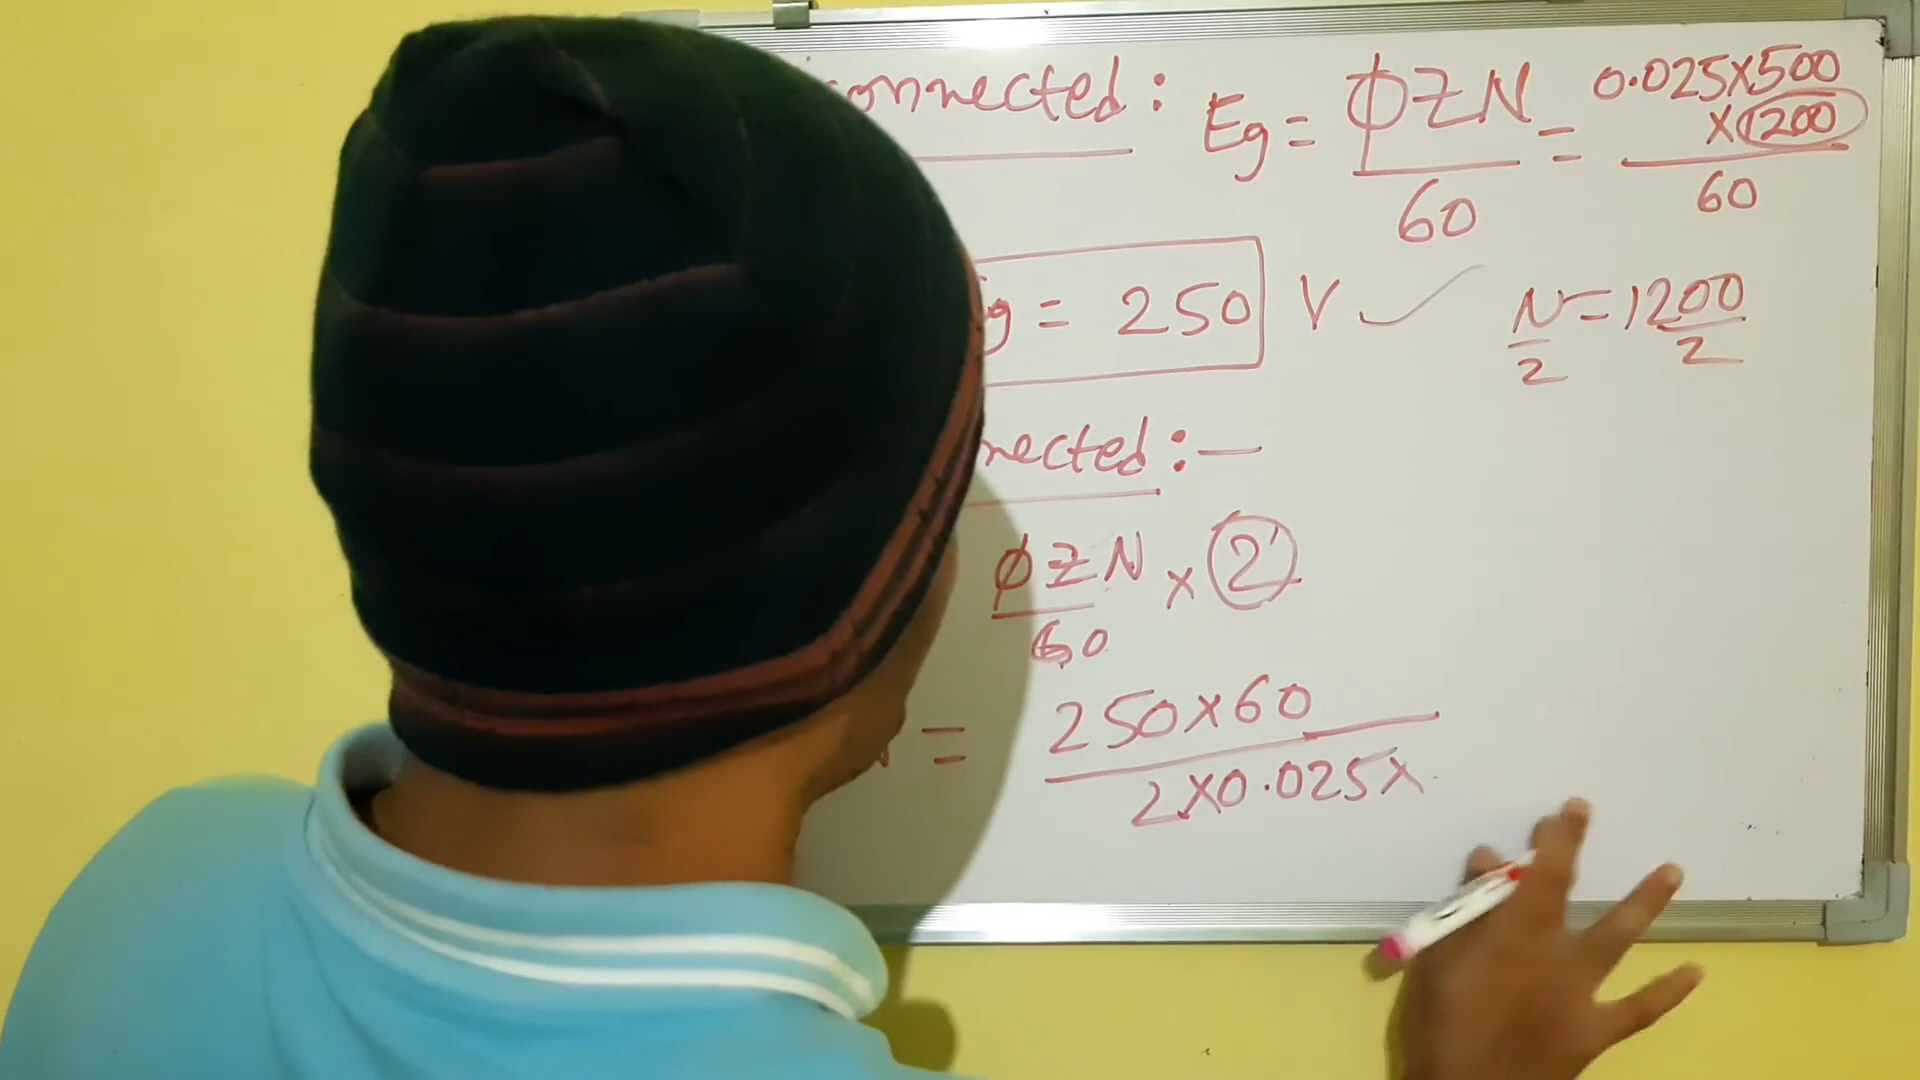 connected : Eg = ΦZN/60 = 0.025×500×1200/60
g = 250 V ✓
N/2 = 1200/2
nected :—
ΦZN/60 × 2
= 250×60/2×0.025×